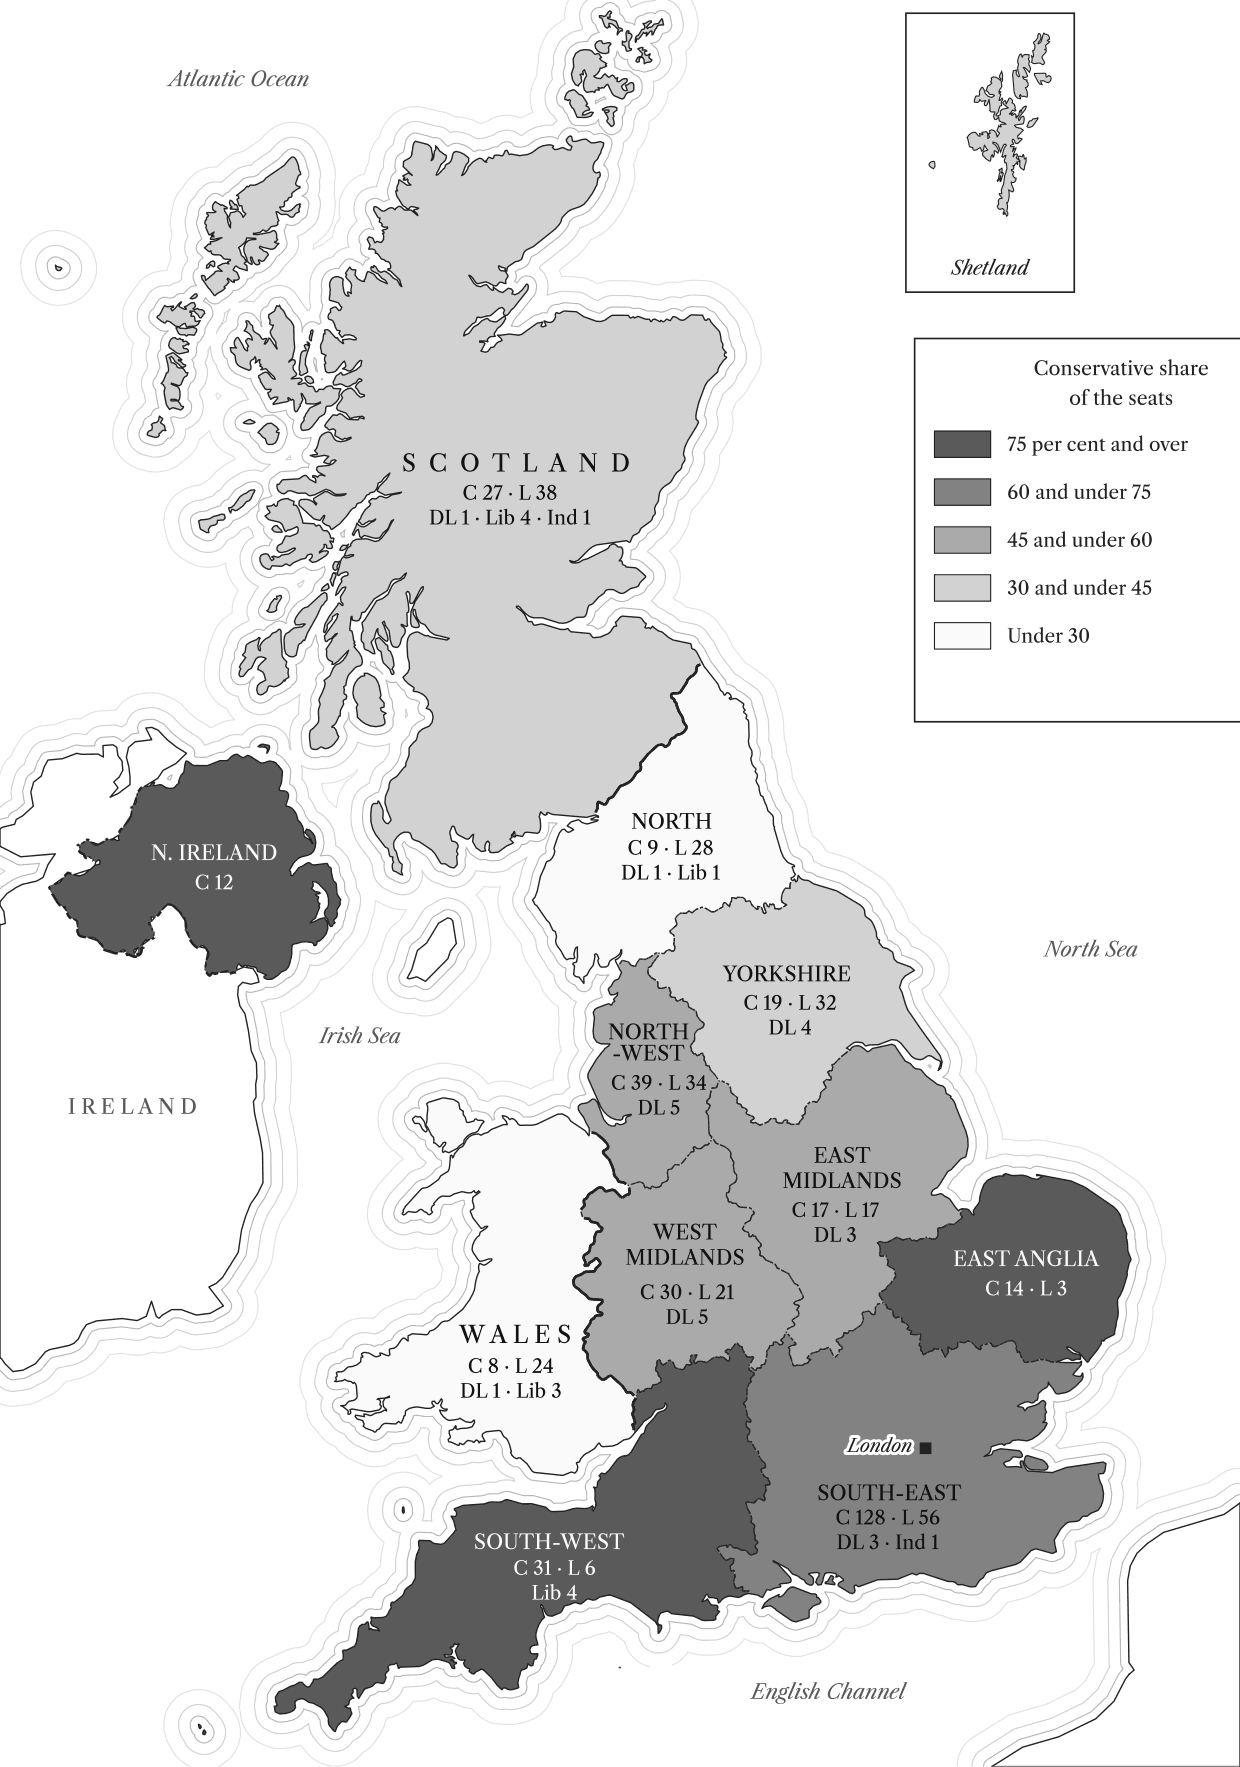 Atlantic Ocean
Shetland
Conservative share
of the seats
75 per cent and over
60 and under 75
45 and under 60
30 and under 45
Under 30
SCOTLAND
C 27 · L 38
DL 1 · Lib 4 · Ind 1
NORTH
C 9 · L 28
DL 1 · Lib 1
N. IRELAND
C 12
North Sea
YORKSHIRE
C 19 · L 32
DL 4
Irish Sea
NORTH
-WEST
C 39 · L 34
DL 5
IRELAND
EAST
MIDLANDS
C 17 · L 17
DL 3
WEST
MIDLANDS
C 30 · L 21
DL 5
EAST ANGLIA
C 14 · L 3
WALES
C 8 · L 24
DL 1 · Lib 3
London
SOUTH-EAST
C 128 · L 56
DL 3 · Ind 1
SOUTH-WEST
C 31 · L 6
Lib 4
English Channel